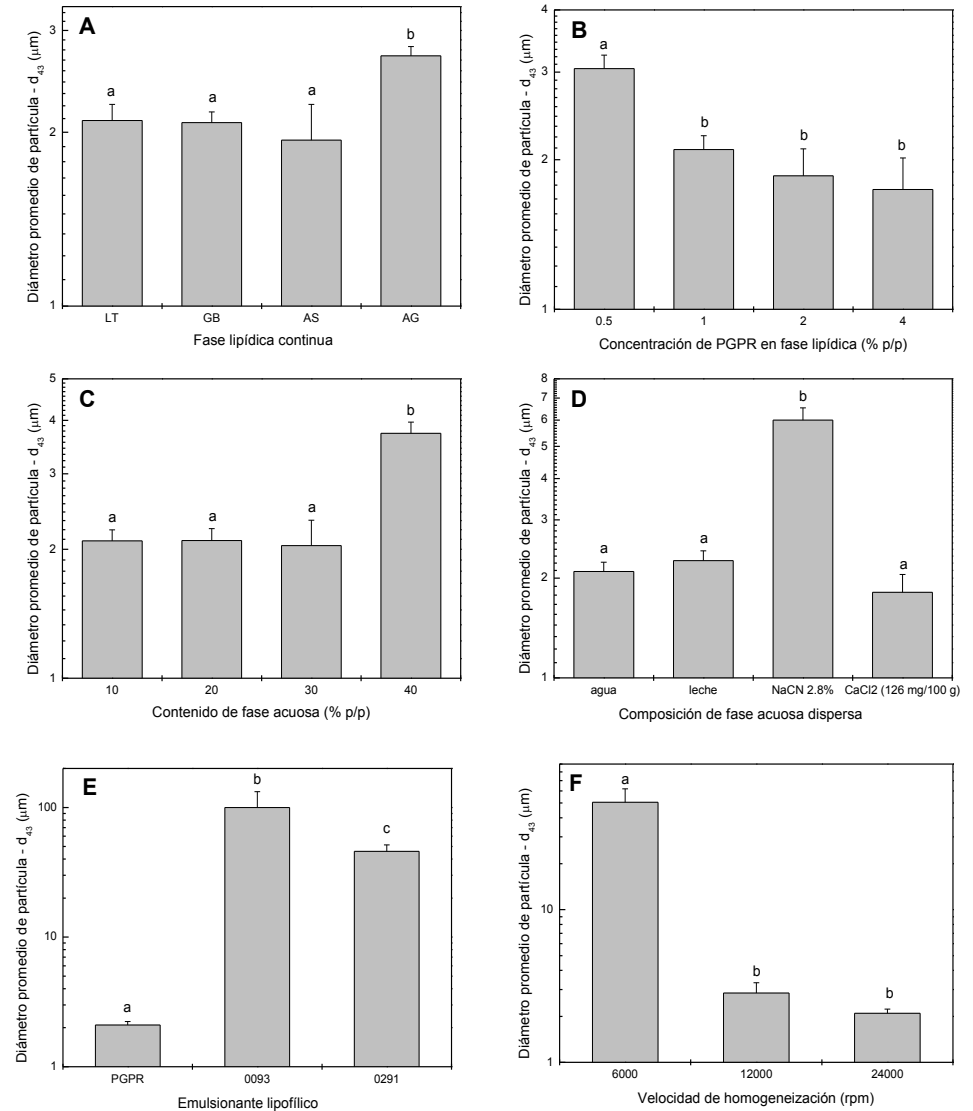 A
Diámetro promedio de partícula - d43 (μm)
3
2
1
a
a
a
b
LT GB AS AG
Fase lipídica continua
B
Diámetro promedio de partícula - d43 (μm)
4
3
2
1
a
b
b
b
0.5 1 2 4
Concentración de PGPR en fase lipídica (% p/p)
C
Diámetro promedio de partícula - d43 (μm)
5
4
3
2
1
a
a
a
b
10 20 30 40
Contenido de fase acuosa (% p/p)
D
Diámetro promedio de partícula - d43 (μm)
8
7
6
5
4
3
2
1
a
a
b
a
agua leche NaCN 2.8% CaCl2 (126 mg/100 g)
Composición de fase acuosa dispersa
E
Diámetro promedio de partícula - d43 (μm)
100
10
1
a
b
c
PGPR 0093 0291
Emulsionante lipofílico
F
Diámetro promedio de partícula - d43 (μm)
10
1
a
b
b
6000 12000 24000
Velocidad de homogeneización (rpm)